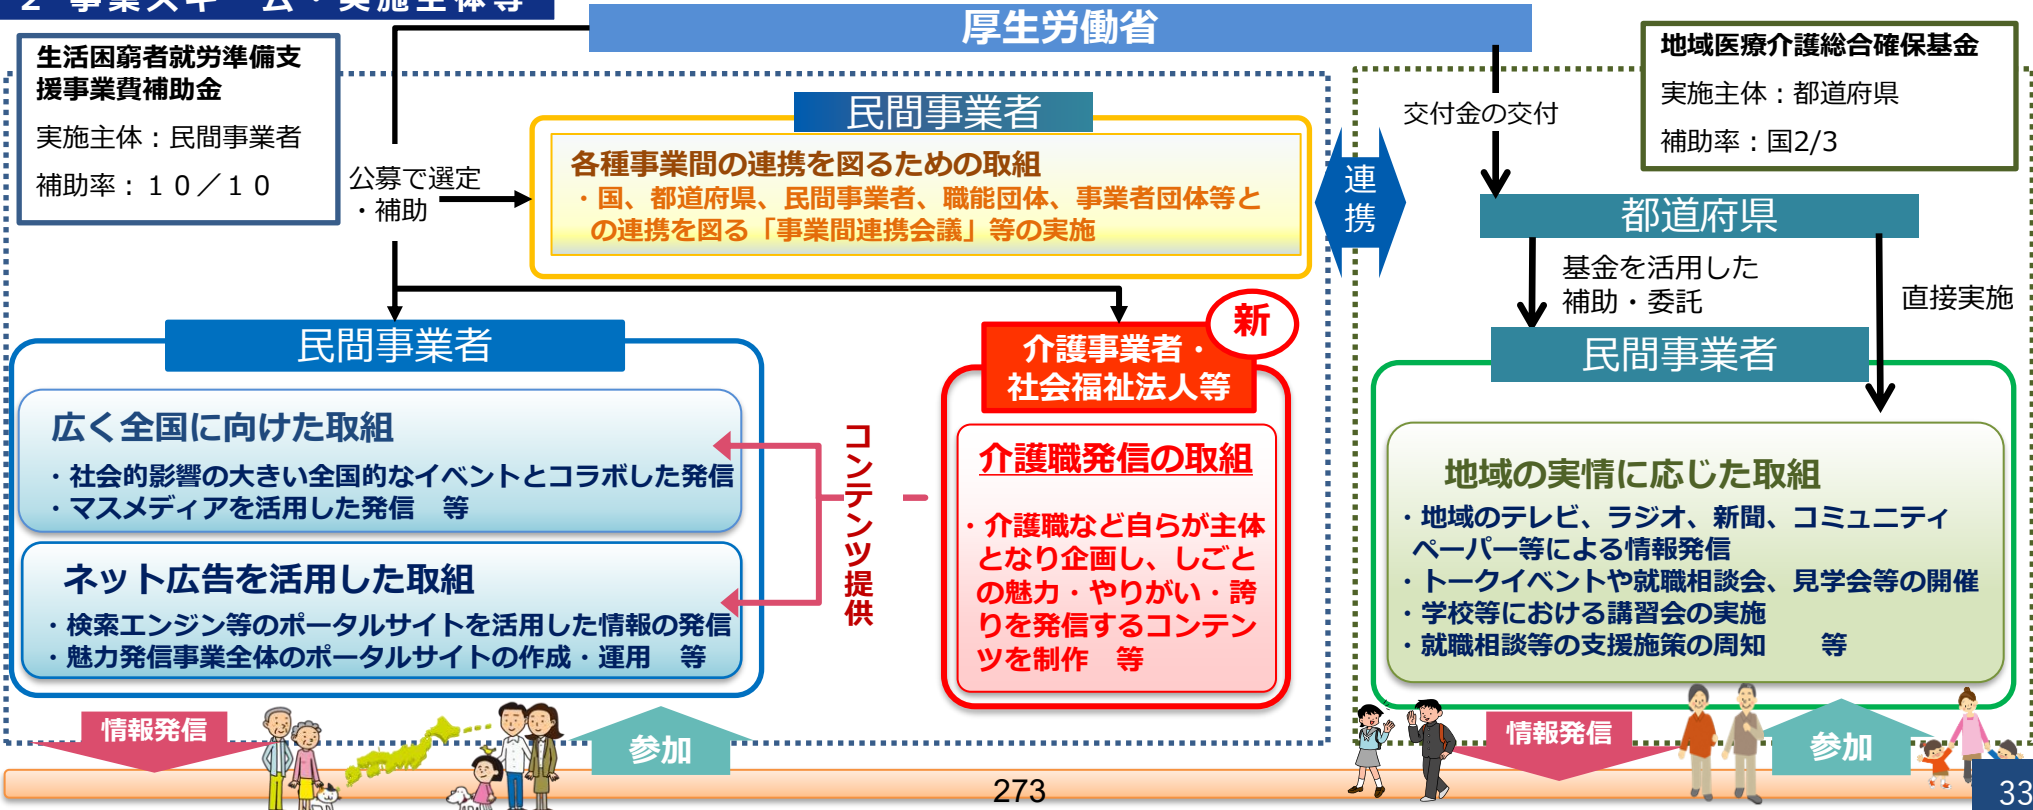 2 事業スキーム・実施主体等
厚生労働省
生活困窮者就労準備支
援事業費補助金
実施主体：民間事業者
補助率：１０／１０
公募で選定
・補助
民間事業者
各種事業間の連携を図るための取組
・国、都道府県、民間事業者、職能団体、事業者団体等と
の連携を図る「事業間連携会議」等の実施
連携
地域医療介護総合確保基金
実施主体：都道府県
補助率：国2/3
交付金の交付
都道府県
基金を活用した
補助・委託
直接実施
民間事業者
広く全国に向けた取組
・社会的影響の大きい全国的なイベントとコラボした発信
・マスメディアを活用した発信　等
ネット広告を活用した取組
・検索エンジン等のポータルサイトを活用した情報の発信
・魅力発信事業全体のポータルサイトの作成・運用　等
コンテンツ提供
新
介護事業者・
社会福祉法人等
介護職発信の取組
・介護職など自らが主体
となり企画し、しごと
の魅力・やりがい・誇
りを発信するコンテン
ツを制作　等
民間事業者
地域の実情に応じた取組
・地域のテレビ、ラジオ、新聞、コミュニティ
ペーパー等による情報発信
・トークイベントや就職相談会、見学会等の開催
・学校等における講習会の実施
・就職相談等の支援施策の周知　　等
情報発信
参加
情報発信
参加
273
33